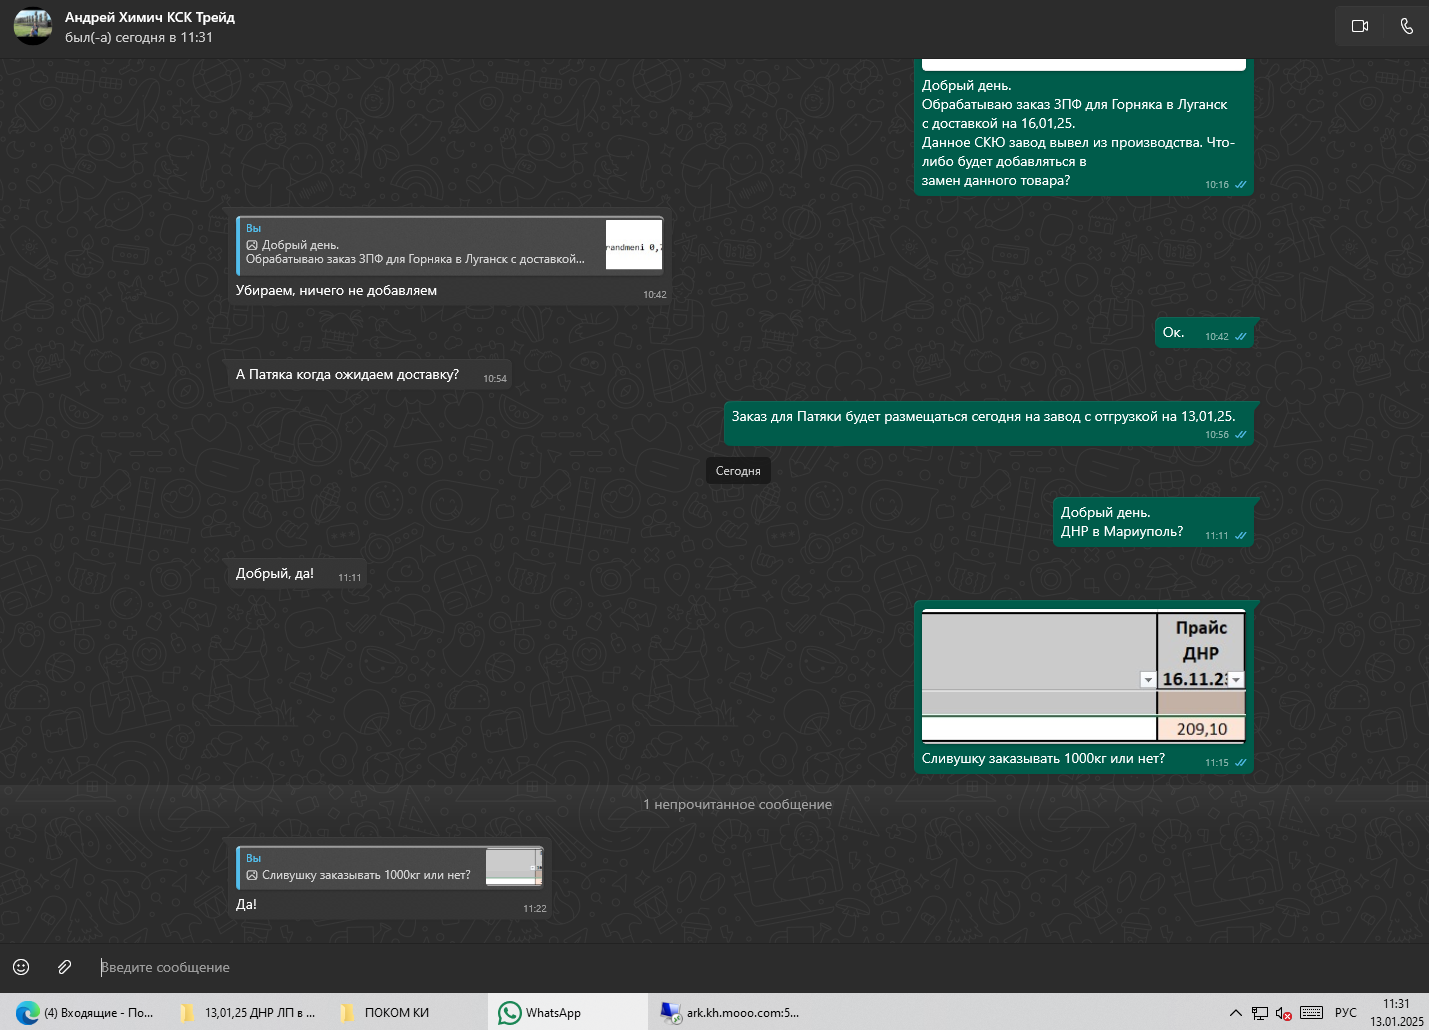 Андрей Химич КСК Трейд
был(-а) сегодня в 11:31
Добрый день.
Обрабатываю заказ ЗПФ для Горняка в Луганск
с доставкой на 16,01,25.
Данное СКЮ завод вывел из производства. Что-
либо будет добавляться в
замен данного товара?
10:16
Вы
Добрый день.
Обрабатываю заказ ЗПФ для Горняка в Луганск с доставкой...
randmeni 0,7
Убираем, ничего не добавляем
10:42
Ок.
10:42
А Патяка когда ожидаем доставку?
10:54
Заказ для Патяки будет размещаться сегодня на завод с отгрузкой на 13,01,25.
10:56
Сегодня
Добрый день.
ДНР в Мариуполь?
11:11
Добрый, да!
11:11
Прайс
ДНР
16.11.2
209,10
Сливушку заказывать 1000кг или нет?
11:15
1 непрочитанное сообщение
Вы
Сливушку заказывать 1000кг или нет?
Да!
11:22
Введите сообщение
(4) Входящие - По...
13,01,25 ДНР ЛП в ...
ПОКОМ КИ
WhatsApp
ark.kh.mooo.com:5...
РУС
11:31
13.01.2025